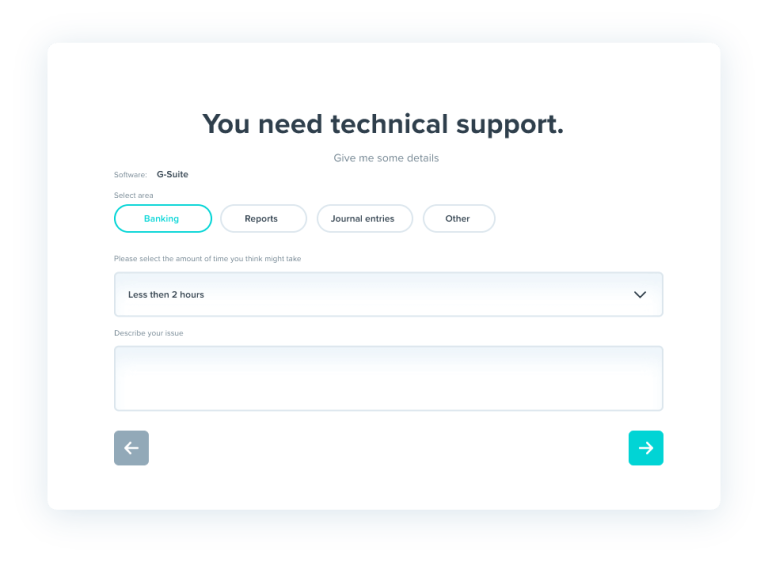 You need technical support.
Give me some details
Software: G-Suite
Select area
Banking Reports Journal entries Other
Please select the amount of time you think might take
Less then 2 hours
Describe your issue